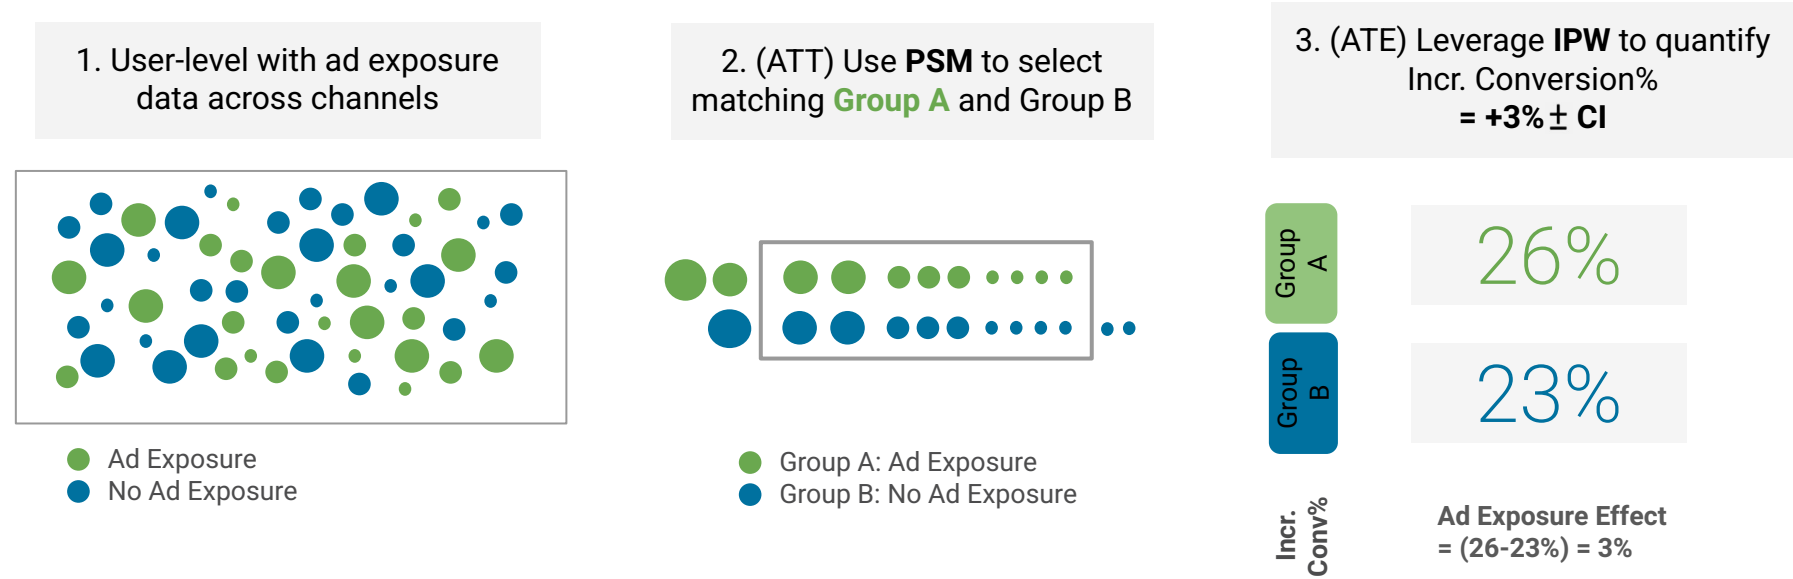 1. User-level with ad exposure
data across channels
2. (ATT) Use PSM to select
matching Group A and Group B
3. (ATE) Leverage IPW to quantify
Incr. Conversion%
= +3% ± CI
Group
A
26%
Group
B
23%
Ad Exposure
No Ad Exposure
Group A: Ad Exposure
Group B: No Ad Exposure
Incr.
Conv%
Ad Exposure Effect
= (26-23%) = 3%